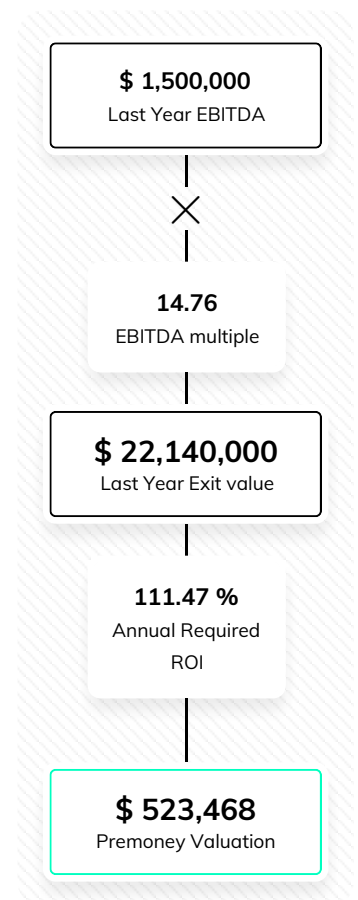 $ 1,500,000
Last Year EBITDA
14.76
EBITDA multiple
$ 22,140,000
Last Year Exit value
111.47 %
Annual Required
ROI
$ 523,468
Premoney Valuation